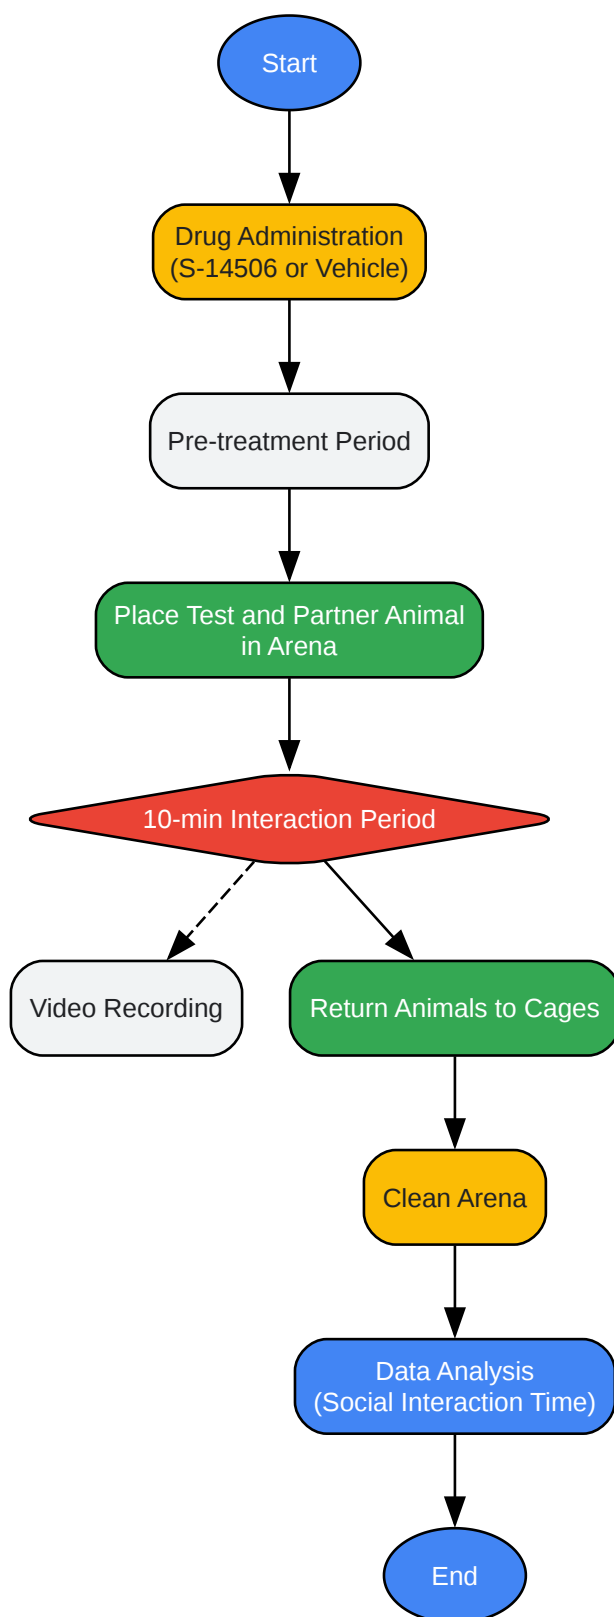 Start
Drug Administration
(S-14506 or Vehicle)
Pre-treatment Period
Place Test and Partner Animal
in Arena
10-min Interaction Period
Video Recording
Return Animals to Cages
Clean Arena
Data Analysis
(Social Interaction Time)
End